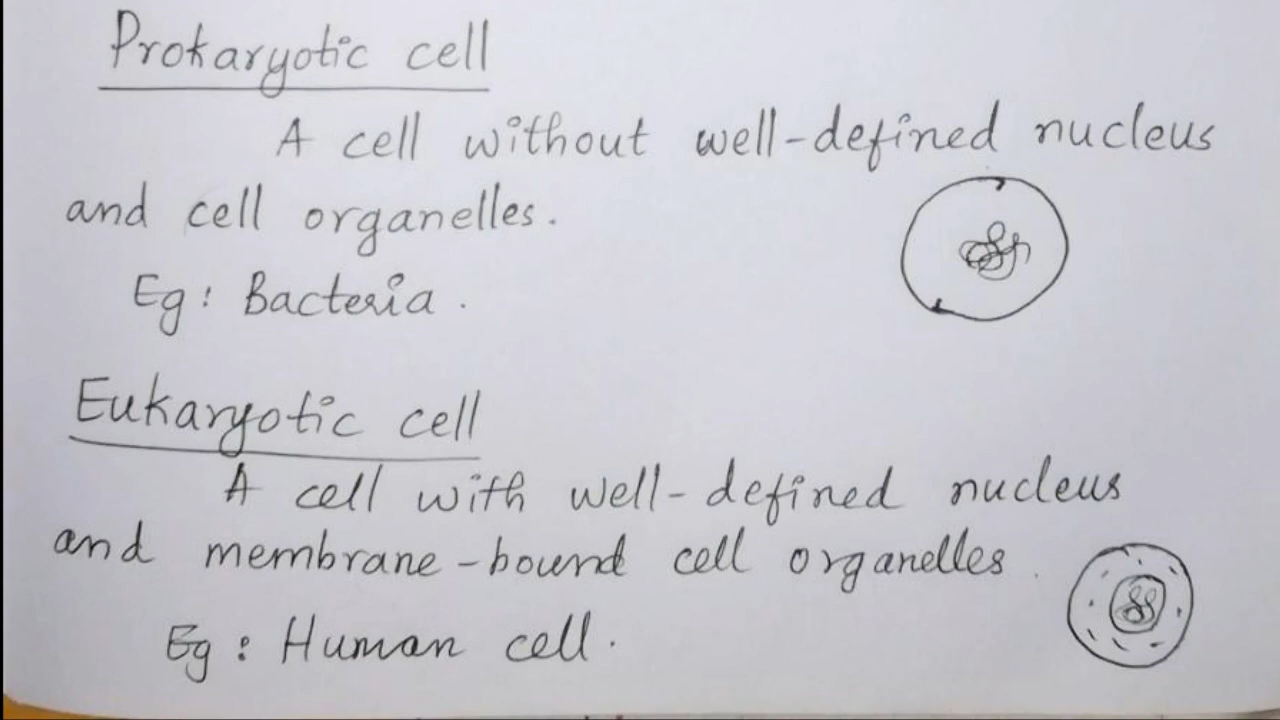 Prokaryotic cell
A cell without well-defined nucleus
and cell organelles.
Eg: Bacteria.
Eukaryotic cell
A cell with well-defined nucleus
and membrane-bound cell organelles.
Eg: Human cell.